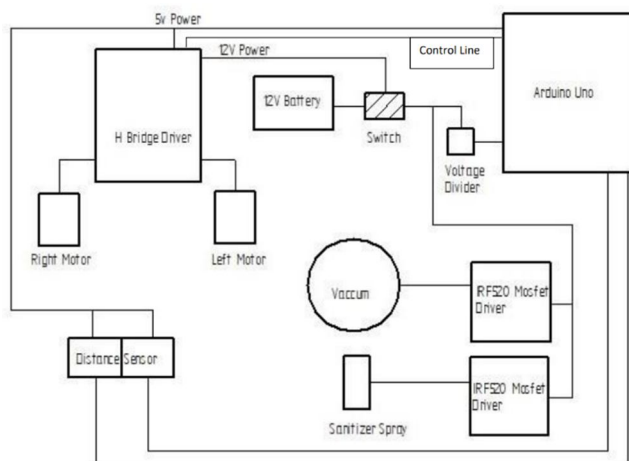 5v Power
12V Power
Control Line
Arduino Uno
12V Battery
H Bridge Driver
Switch
Voltage
Divider
Right Motor
Left Motor
Vaccum
IRF520 Mosfet
Driver
Distance Sensor
IRF520 Mosfet
Driver
Sanitizer Spray